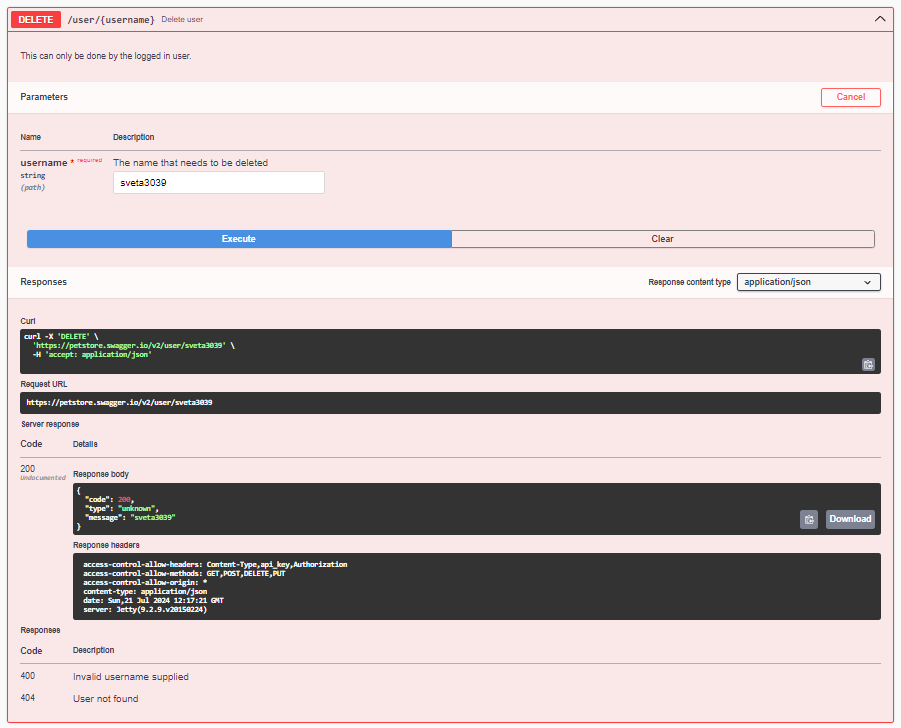 DELETE /user/{username} Delete user
This can only be done by the logged in user.
Parameters Cancel
Name Description
username * required The name that needs to be deleted
string
(path)
sveta3039
Execute Clear
Responses Response content type application/json
Curl
curl -X 'DELETE' \
'https://petstore.swagger.io/v2/user/sveta3039' \
-H 'accept: application/json'
Request URL
https://petstore.swagger.io/v2/user/sveta3039
Server response
Code Details
200
Undocumented
Response body
{
"code": 200,
"type": "unknown",
"message": "sveta3039"
}
Download
Response headers
access-control-allow-headers: Content-Type,api_key,Authorization
access-control-allow-methods: GET,POST,DELETE,PUT
access-control-allow-origin: *
content-type: application/json
date: Sun,21 Jul 2024 12:17:21 GMT
server: Jetty(9.2.9.v20150224)
Responses
Code Description
400 Invalid username supplied
404 User not found